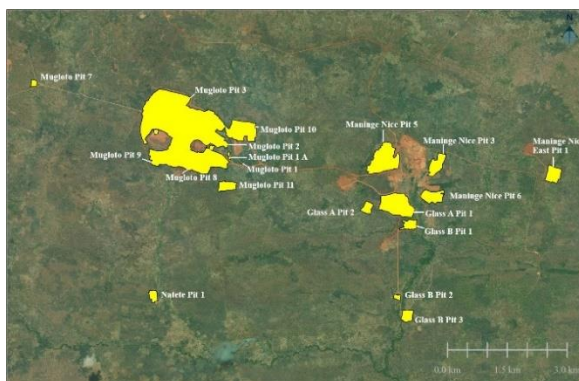 N
Mugloto Pit 7
Mugloto Pit 3
Mugloto Pit 10
Maninge Nice Pit 5
Maninge Nice Pit 3
Maninge Nice
East Pit 1
Mugloto Pit 2
Mugloto Pit 9
Mugloto Pit 1 A
Mugloto Pit 1
Mugloto Pit 8
Mugloto Pit 11
Maninge Nice Pit 6
Glass A Pit 2
Glass A Pit 1
Glass B Pit 1
Natete Pit 1
Glass B Pit 2
Glass B Pit 3
0.0 km
1.5 km
3.0 km